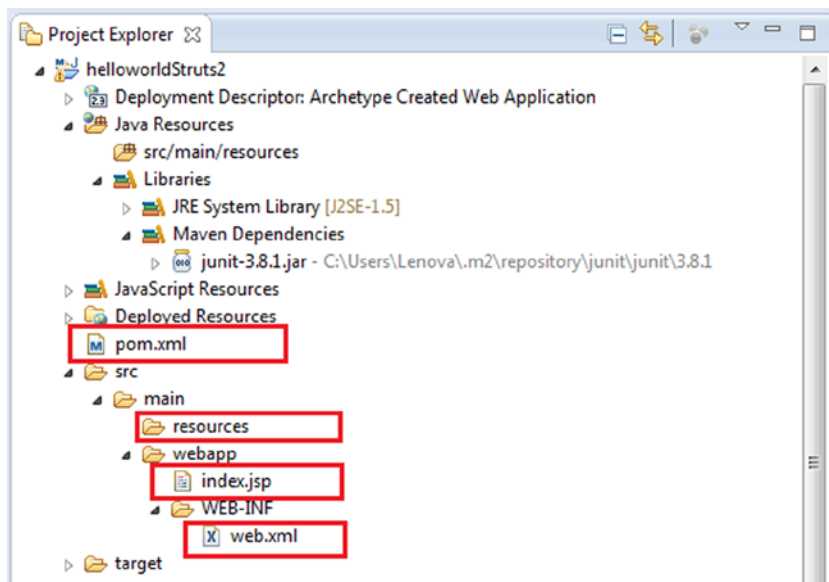 Project Explorer
helloworldStruts2
Deployment Descriptor: Archetype Created Web Application
Java Resources
src/main/resources
Libraries
JRE System Library [J2SE-1.5]
Maven Dependencies
junit-3.8.1.jar - C:\Users\Lenova\.m2\repository\junit\junit\3.8.1
JavaScript Resources
Deployed Resources
pom.xml
src
main
resources
webapp
index.jsp
WEB-INF
web.xml
target